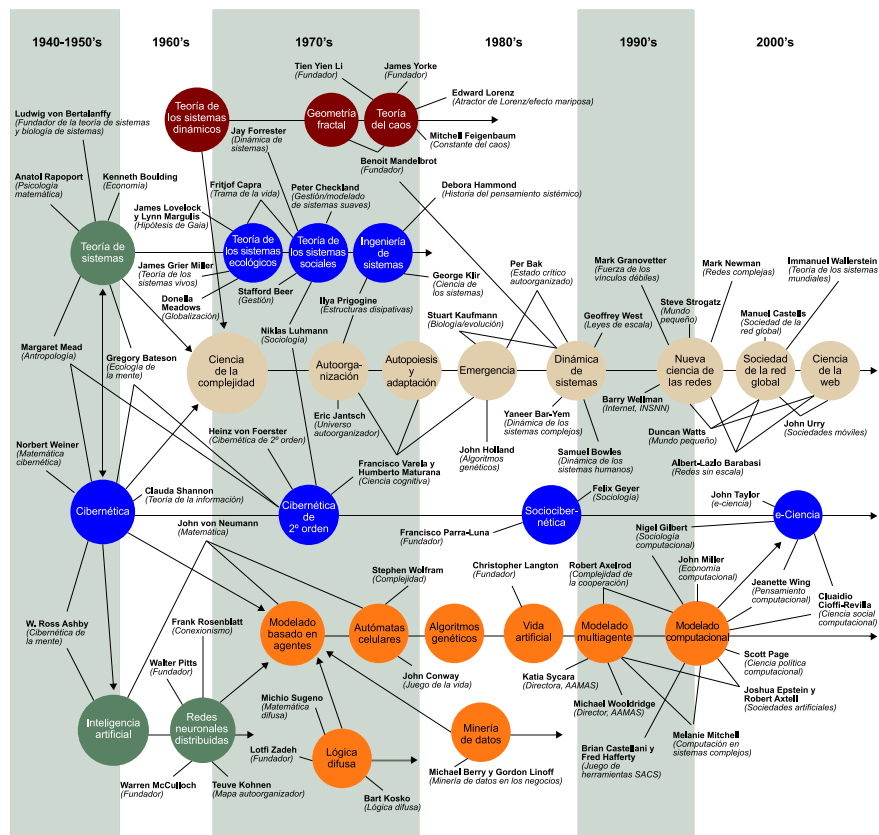 1940-1950’s
1960’s
1970’s
1980’s
1990’s
2000’s
Tien Yien Li
(Fundador)
James Yorke
(Fundador)
Edward Lorenz
(Atractor de Lorenz/efecto mariposa)
Teoría de
los sistemas
dinámicos
Geometría
fractal
Teoría
del caos
Mitchell Feigenbaum
(Constante del caos)
Benoit Mandelbrot
(Fundador)
Ludwig von Bertalanffy
(Fundador de la teoría de sistemas
y biología de sistemas)
Jay Forrester
(Dinámica de
sistemas)
Anatol Rapoport
(Psicología
matemática)
Kenneth Boulding
(Economía)
Fritjof Capra
(Trama de la vida)
Peter Checkland
(Gestión/modelado
de sistemas suaves)
Debora Hammond
(Historia del pensamiento sistémico)
James Lovelock
y Lynn Margulis
(Hipótesis de Gaia)
Teoría de
sistemas
Teoría de
los sistemas
ecológicos
Teoría de
los sistemas
sociales
Ingeniería
de
sistemas
James Grier Miller
(Teoría de los
sistemas vivos)
Donella
Meadows
(Globalización)
Stafford Beer
(Gestión)
George Klir
(Ciencia de
los sistemas)
Per Bak
(Estado crítico
autoorganizado)
Mark Granovetter
(Fuerza de los
vínculos débiles)
Mark Newman
(Redes complejas)
Immanuel Wallerstein
(Teoría de los sistemas
mundiales)
Ilya Prigogine
(Estructuras disipativas)
Niklas Luhmann
(Sociología)
Stuart Kaufmann
(Biología/evolución)
Geoffrey West
(Leyes de escala)
Steve Strogatz
(Mundo
pequeño)
Manuel Castells
(Sociedad de la
red global)
Margaret Mead
(Antropología)
Gregory Bateson
(Ecología de
la mente)
Ciencia
de la
complejidad
Autoorga-
nización
Autopoiesis y
adaptación
Emergencia
Dinámica
de
sistemas
Nueva
ciencia de
las redes
Sociedad
de la red
global
Ciencia
de la
web
Eric Jantsch
(Universo
autoorganizado)
Yaneer Bar-Yem
(Dinámica de
los sistemas complejos)
Barry Wellman
(Internet, INSNN)
Duncan Watts
(Mundo pequeño)
John Urry
(Sociedades móviles)
Albert-Lazlo Barabasi
(Redes sin escala)
Norbert Weiner
(Matemática
cibernética)
Heinz von Foerster
(Cibernética de 2º orden)
Francisco Varela y
Humberto Maturana
(Ciencia cognitiva)
John Holland
(Algoritmos
genéticos)
Samuel Bowles
(Dinámica de los
sistemas humanos)
Clauda Shannon
(Teoría de la información)
Cibernética
Cibernética
de
2º orden
Sociociber-
nética
Felix Geyer
(Sociología)
Francisco Parra-Luna
(Fundador)
John Taylor
(e-ciencia)
e-Ciencia
Nigel Gilbert
(Sociología
computacional)
John von Neumann
(Matemática)
Stephen Wolfram
(Complejidad)
Christopher Langton
(Fundador)
Robert Axelrod
(Complejidad de
la cooperación)
John Miller
(Economía
computacional)
Jeanette Wing
(Pensamiento
computacional)
Cluaidio
Cioffi-Revilla
(Ciencia social
computacional)
W. Ross Ashby
(Cibernética de
la mente)
Frank Rosenblatt
(Conexionismo)
Modelado
basado en
agentes
Autómatas
celulares
Algoritmos
genéticos
Vida
artificial
Modelado
multiagente
Modelado
computacional
Walter Pitts
(Fundador)
John Conway
(Juego de la vida)
Katia Sycara
(Directora, AAMAS)
Michael Wooldridge
(Director, AAMAS)
Scott Page
(Ciencia política
computacional)
Joshua Epstein y
Robert Axtell
(Sociedades artificiales)
Michio Sugeno
(Matemática
difusa)
Inteligencia
artificial
Redes
neuronales
distribuidas
Lotfi Zadeh
(Fundador)
Lógica
difusa
Minería
de datos
Melanie Mitchell
(Computación en
sistemas complejos)
Brian Castellani y
Fred Hafferty
(Juego de
herramientas SACS)
Warren McCulloch
(Fundador)
Teuve Kohnen
(Mapa autoorganizador)
Bart Kosko
(Lógica difusa)
Michael Berry y Gordon Linoff
(Minería de datos en los negocios)